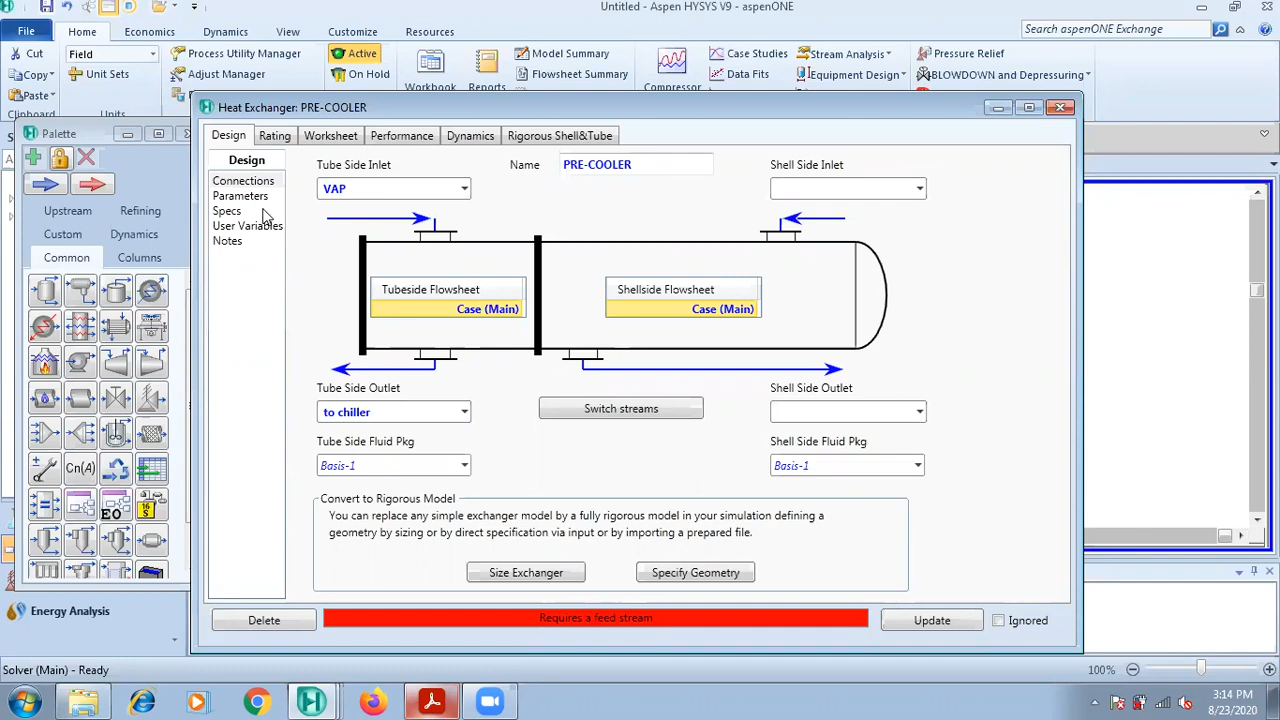 Untitled - Aspen HYSYS V9 - aspenONE
File
Home
Economics
Dynamics
View
Customize
Resources
Search aspenONE Exchange
Cut
Field
Process Utility Manager
Active
Model Summary
Case Studies
Stream Analysis
Pressure Relief
Copy
Unit Sets
Adjust Manager
On Hold
Flowsheet Summary
Data Fits
Equipment Design
BLOWDOWN and Depressuring
Paste
Workbook
Reports
Compressor
Clipboard
Units
Heat Exchanger: PRE-COOLER
Palette
Design
Rating
Worksheet
Performance
Dynamics
Rigorous Shell&Tube
Design
Connections
Parameters
Specs
User Variables
Notes
Upstream
Refining
Custom
Dynamics
Common
Columns
Cn(A)
EO
16
S
Tube Side Inlet
Name
PRE-COOLER
Shell Side Inlet
VAP
Tubeside Flowsheet
Case (Main)
Shellside Flowsheet
Case (Main)
Tube Side Outlet
Shell Side Outlet
to chiller
Switch streams
Tube Side Fluid Pkg
Shell Side Fluid Pkg
Basis-1
Basis-1
Convert to Rigorous Model
You can replace any simple exchanger model by a fully rigorous model in your simulation defining a
geometry by sizing or by direct specification via input or by importing a prepared file.
Size Exchanger
Specify Geometry
Delete
Requires a feed stream
Update
Ignored
Energy Analysis
Solver (Main) - Ready
100%
3:14 PM
8/23/2020